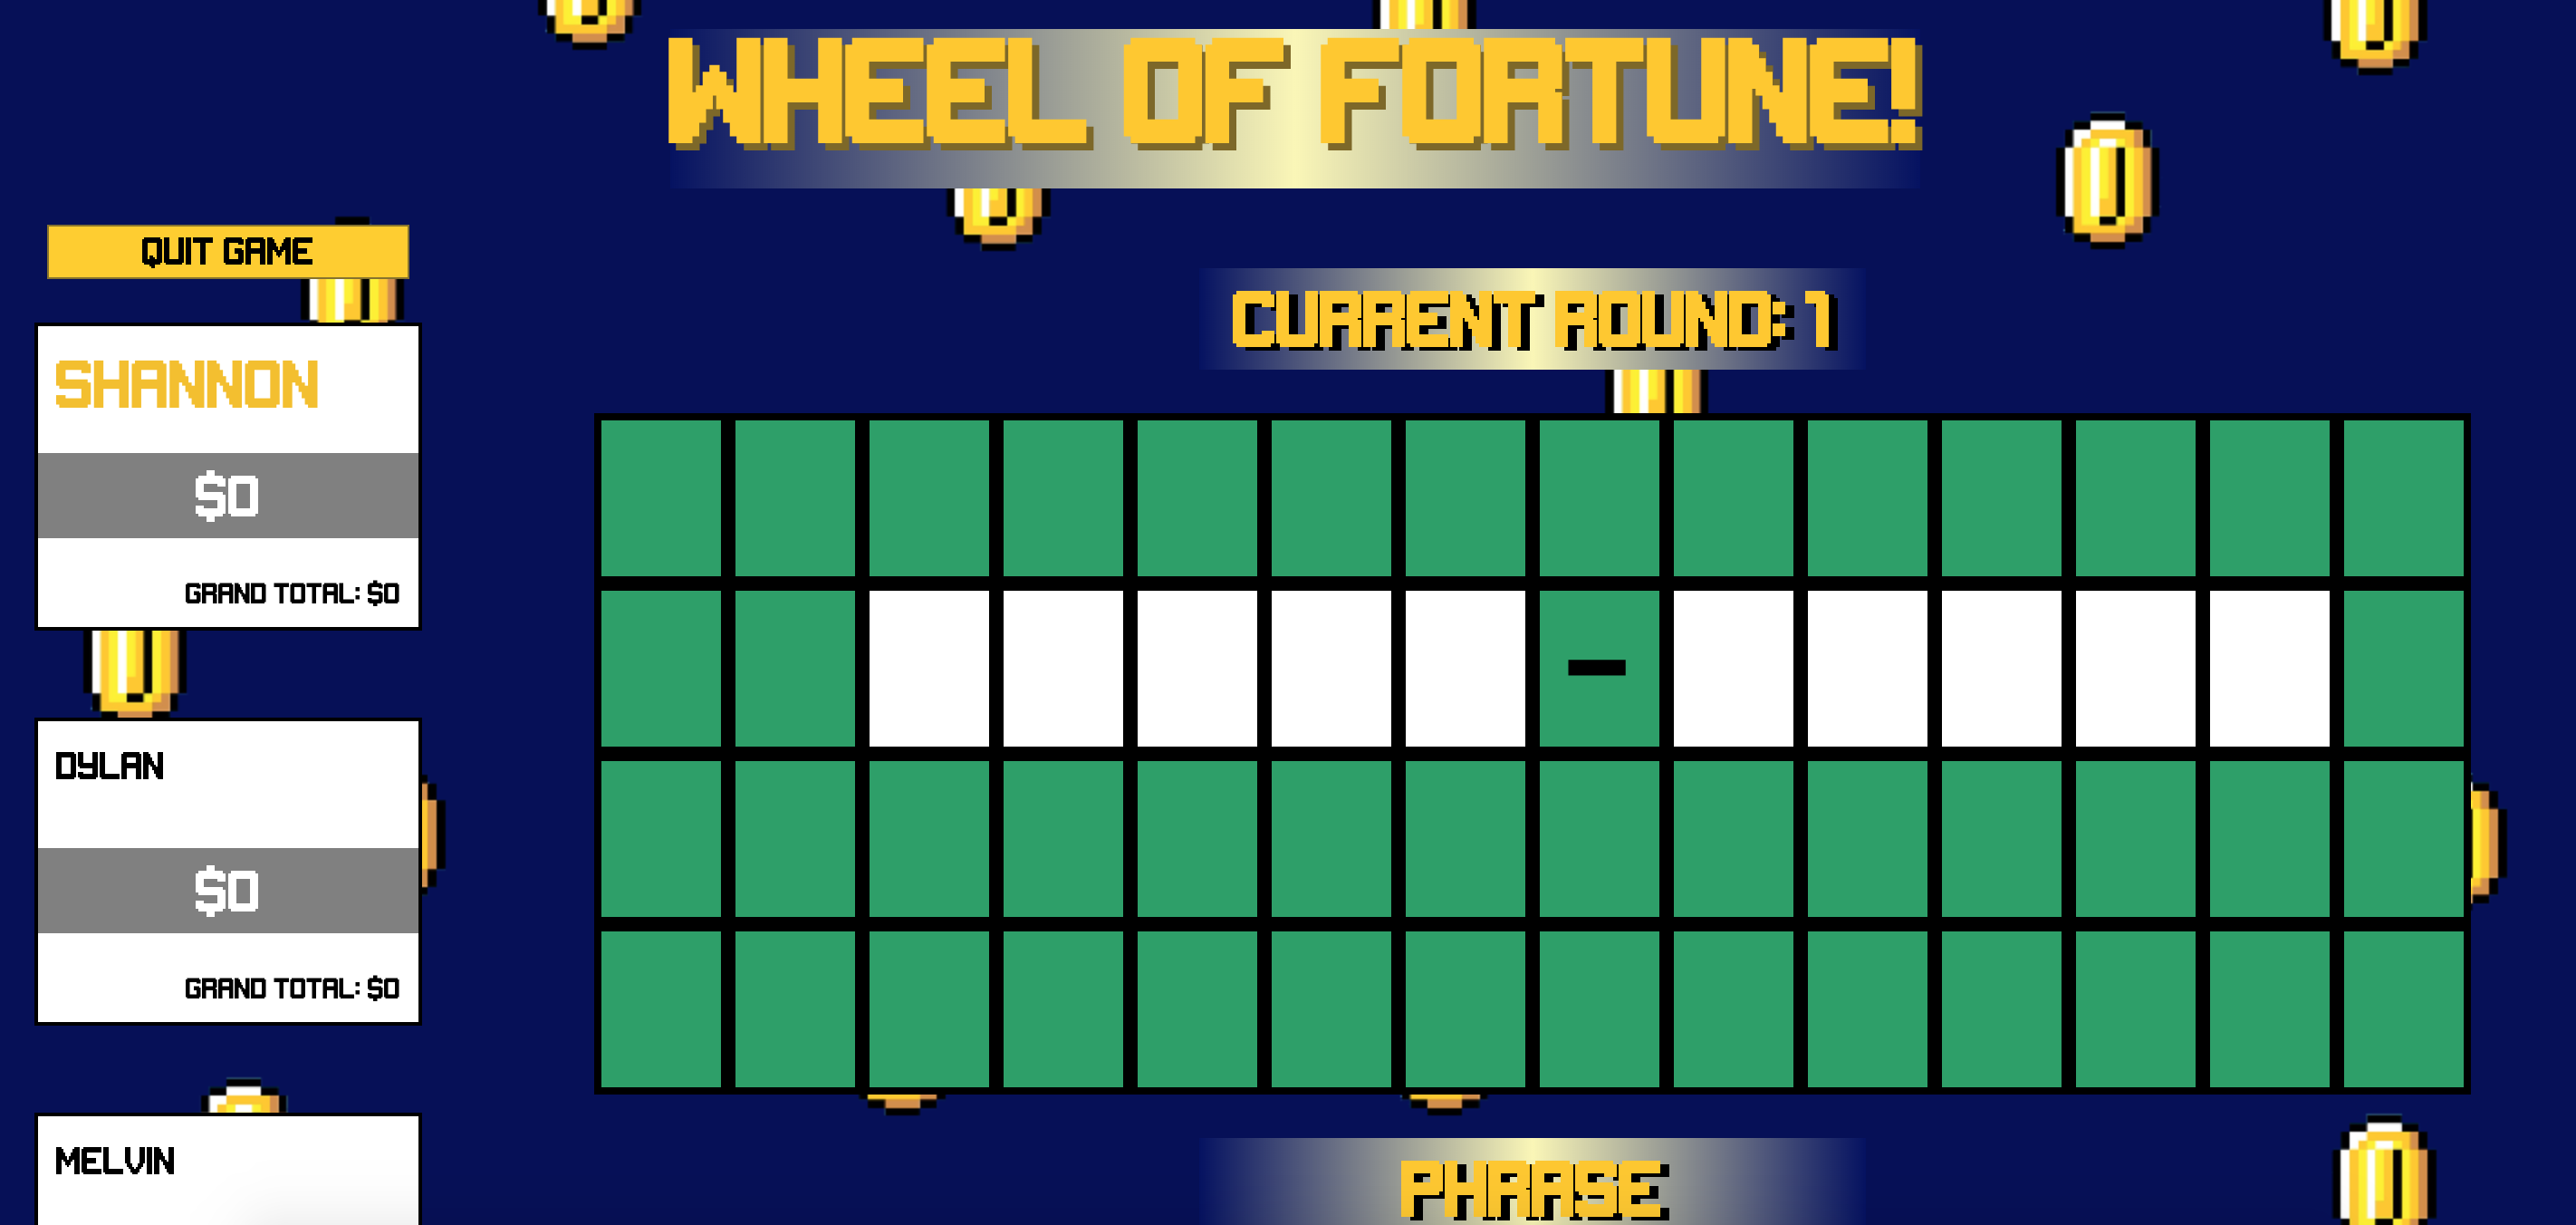 WHEEL OF FORTUNE!
QUIT GAME
CURRENT ROUND: 1
SHANNON
$0
GRAND TOTAL: $0
-
DYLAN
$0
GRAND TOTAL: $0
MELVIN
PHRASE